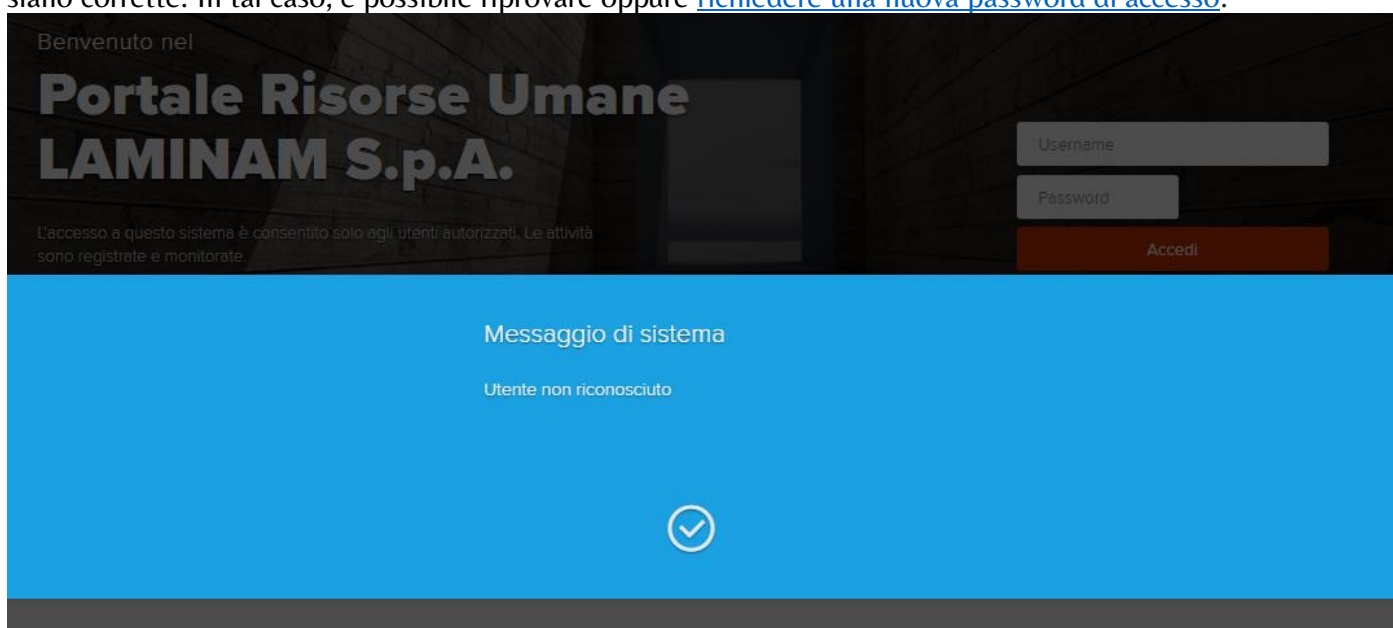 siano corrette. In tal caso, è possibile riprovare oppure richiedere una nuova password di accesso.
Benvenuto nel
Portale Risorse Umane
LAMINAM S.p.A.
L'accesso a questo sistema è consentito solo agli utenti autorizzati. Le attività
sono registrate e monitorate.
Username
Password
Accedi
Messaggio di sistema
Utente non riconosciuto